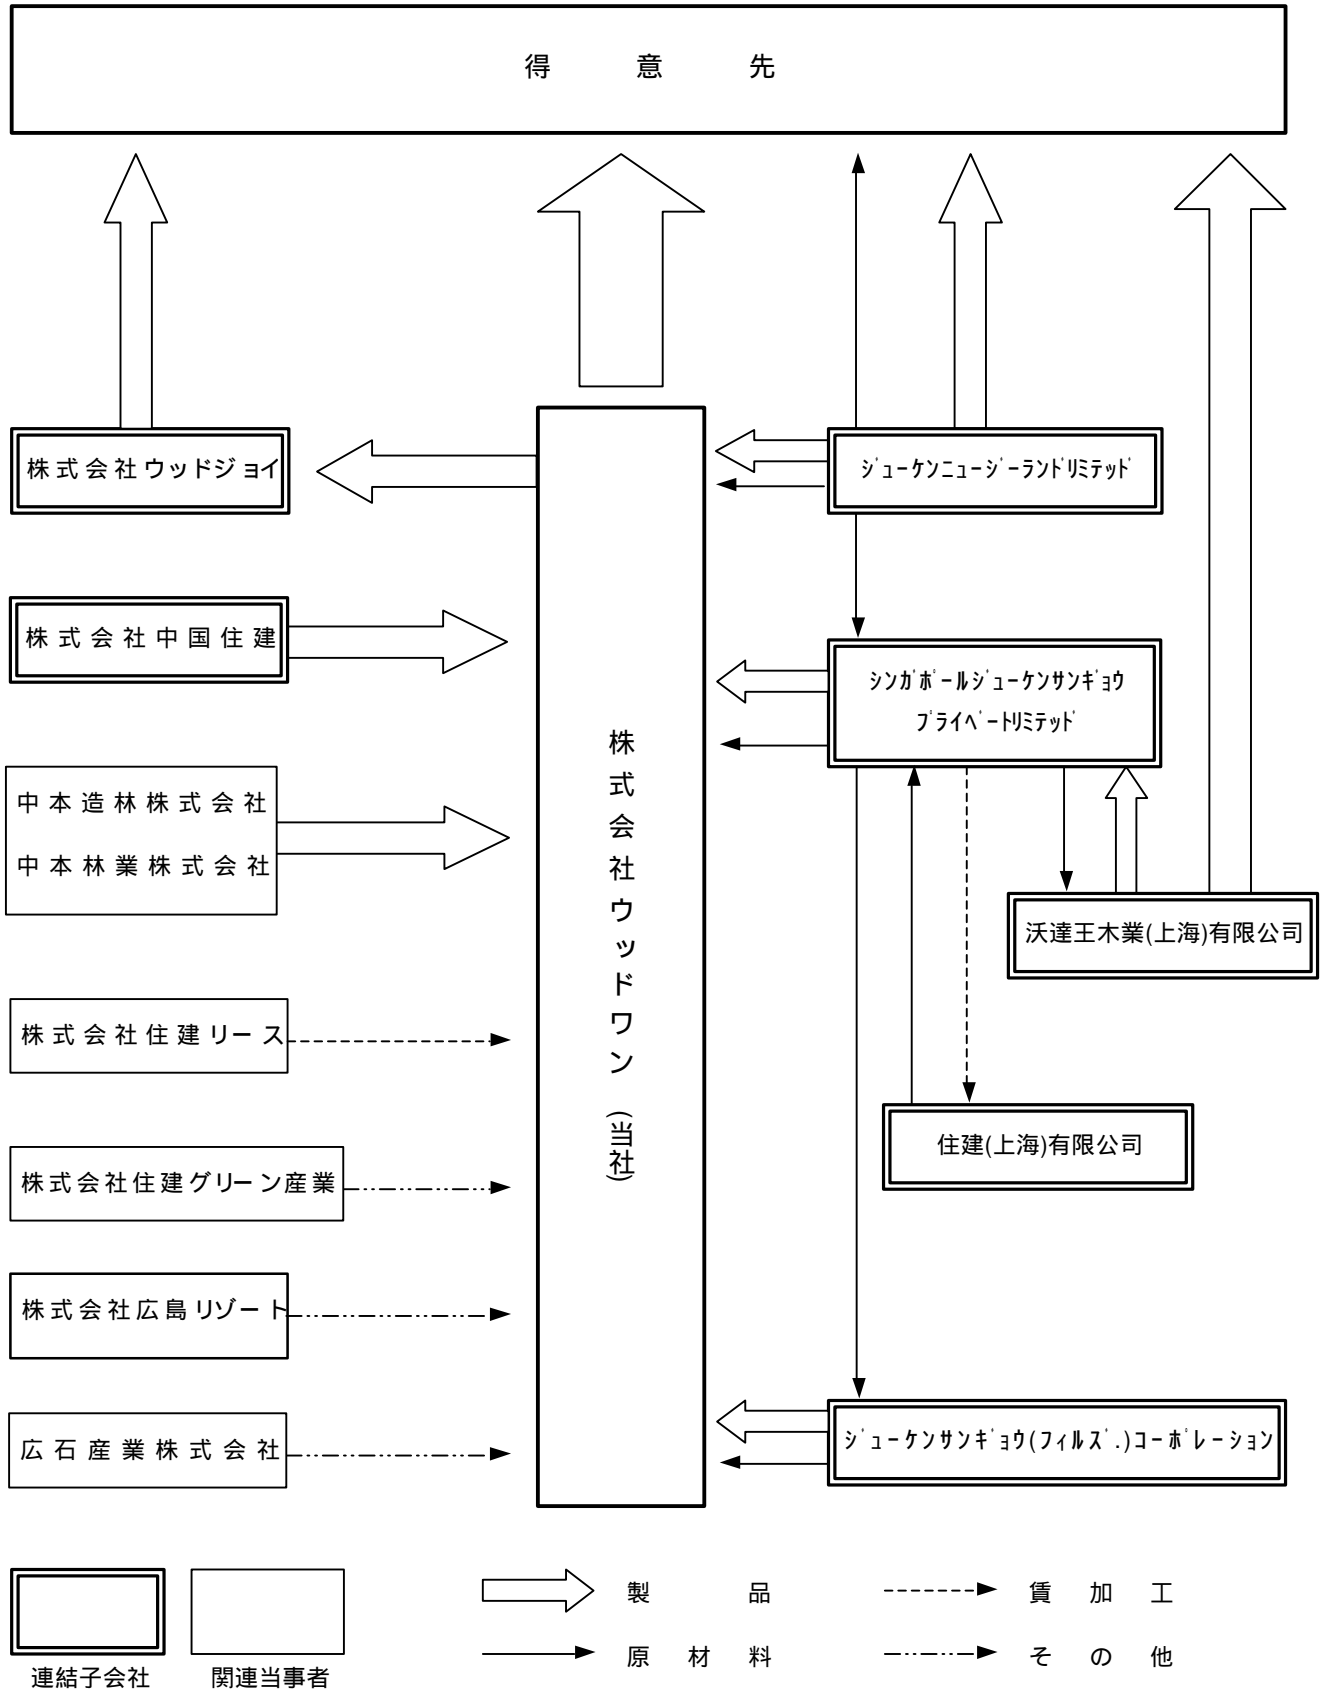 得意先
株式会社ウッドジョイ
ｼﾞｭｰｹﾝﾆｭｰｼﾞｰﾗﾝﾄﾞﾘﾐﾃｯﾄﾞ
株式会社中国住建
ｼﾝｶﾞﾎﾟｰﾙｼﾞｭｰｹﾝｻﾝｷﾞｮｳ
ﾌﾟﾗｲﾍﾞｰﾄﾘﾐﾃｯﾄﾞ
中本造林株式会社
中本林業株式会社
株式会社ウッドワン（当社）
沃達王木業(上海)有限公司
株式会社住建リース
住建(上海)有限公司
株式会社住建グリーン産業
株式会社広島リゾート
広石産業株式会社
ｼﾞｭｰｹﾝｻﾝｷﾞｮｳ(ﾌｨﾙｽﾞ.)ｺｰﾎﾟﾚｰｼｮﾝ
製品
賃加工
原材料
その他
連結子会社
関連当事者